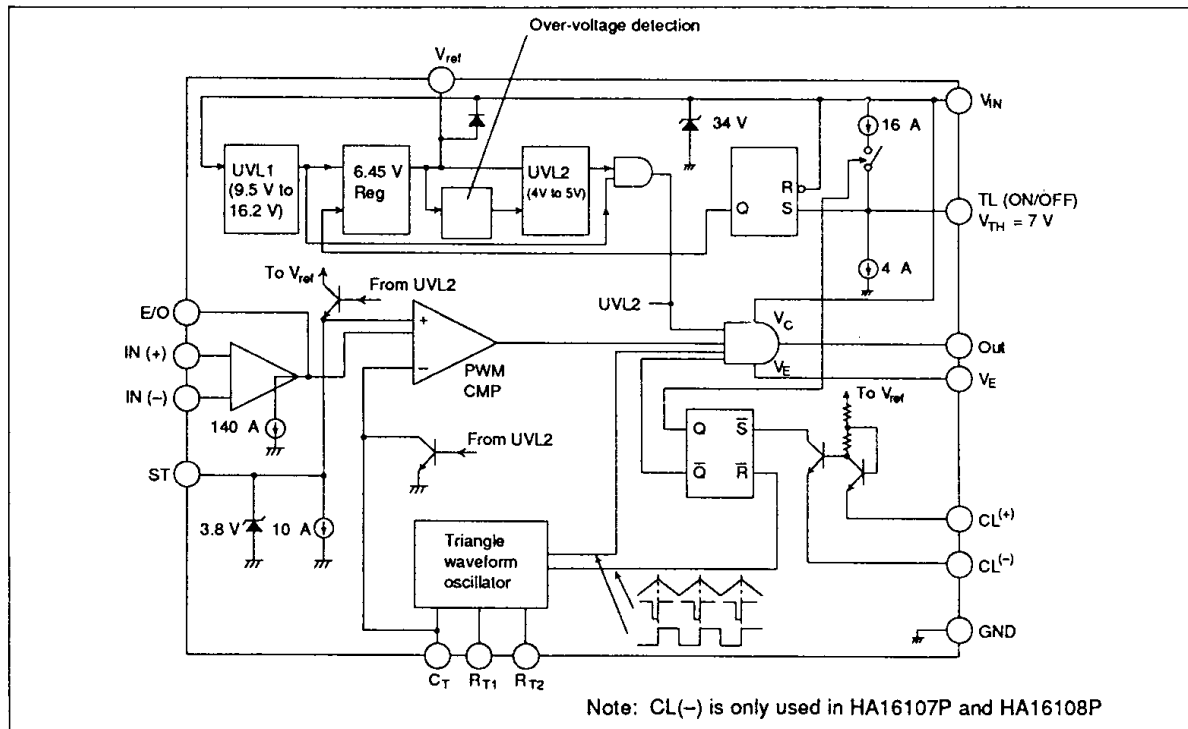 Over-voltage detection
Vref
VIN
34 V
16 A
UVL1
(9.5 V to
16.2 V)
6.45 V
Reg
UVL2
(4V to 5V)
R
Q
S
TL (ON/OFF)
VTH = 7 V
4 A
To Vref
From UVL2
UVL2
E/O
IN (+)
IN (–)
+
–
PWM
CMP
VC
VE
Out
VE
To Vref
140 A
From UVL2
Q
S
Q
R
ST
3.8 V
10 A
CL(+)
CL(–)
Triangle
waveform
oscillator
GND
CT
RT1
RT2
Note: CL(–) is only used in HA16107P and HA16108P